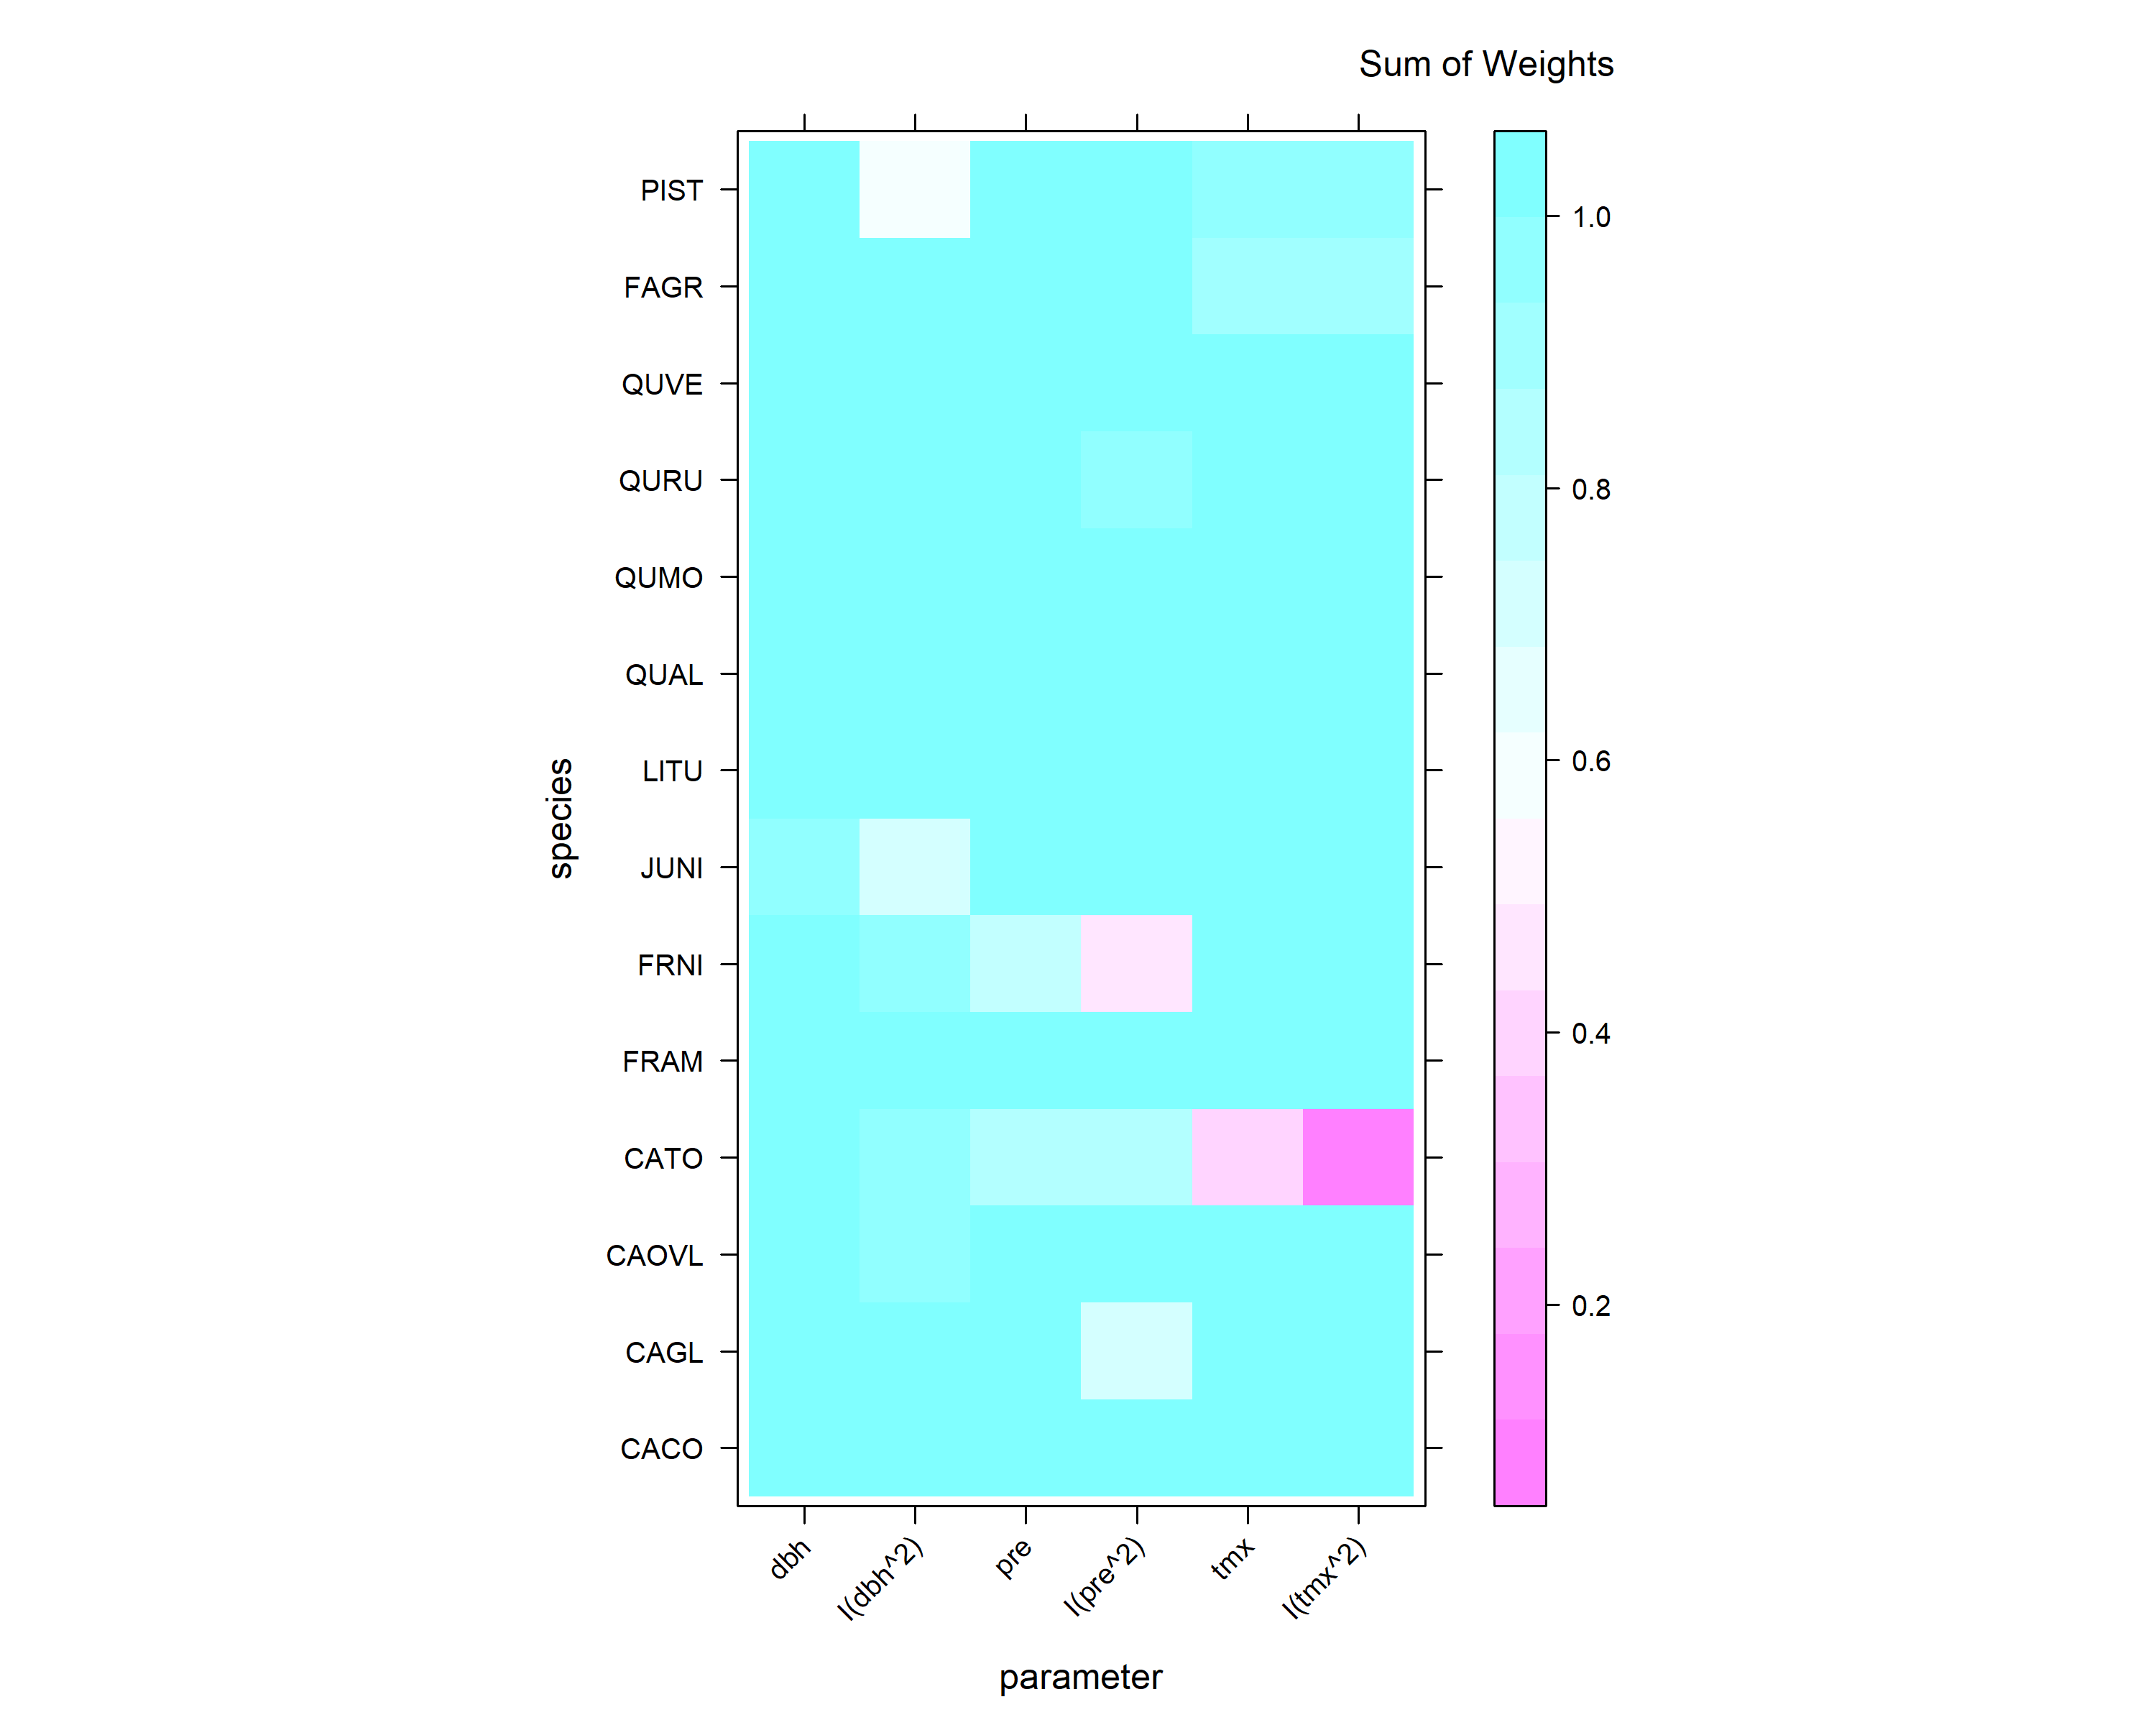 Sum of Weights
PIST
FAGR
QUVE
QURU
QUMO
QUAL
LITU
JUNI
FRNI
FRAM
CATO
CAOVL
CAGL
CACO
species
1.0
0.8
0.6
0.4
0.2
dbh
I(dbh^2)
pre
I(pre^2)
tmx
I(tmx^2)
parameter